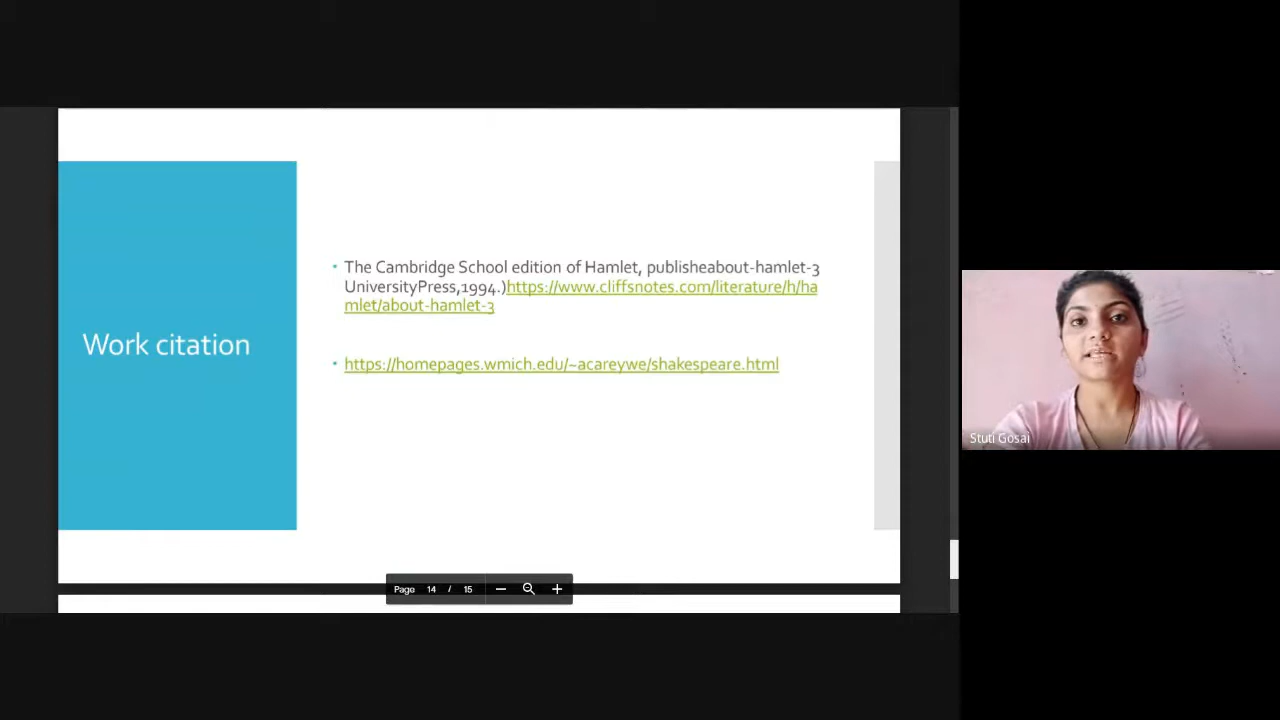 Work citation
• The Cambridge School edition of Hamlet, publisheabout-hamlet-3
UniversityPress,1994.)https://www.cliffsnotes.com/literature/h/ha
mlet/about-hamlet-3
• https://homepages.wmich.edu/~acareywe/shakespeare.html
Stuti Gosai
Page 14 / 15